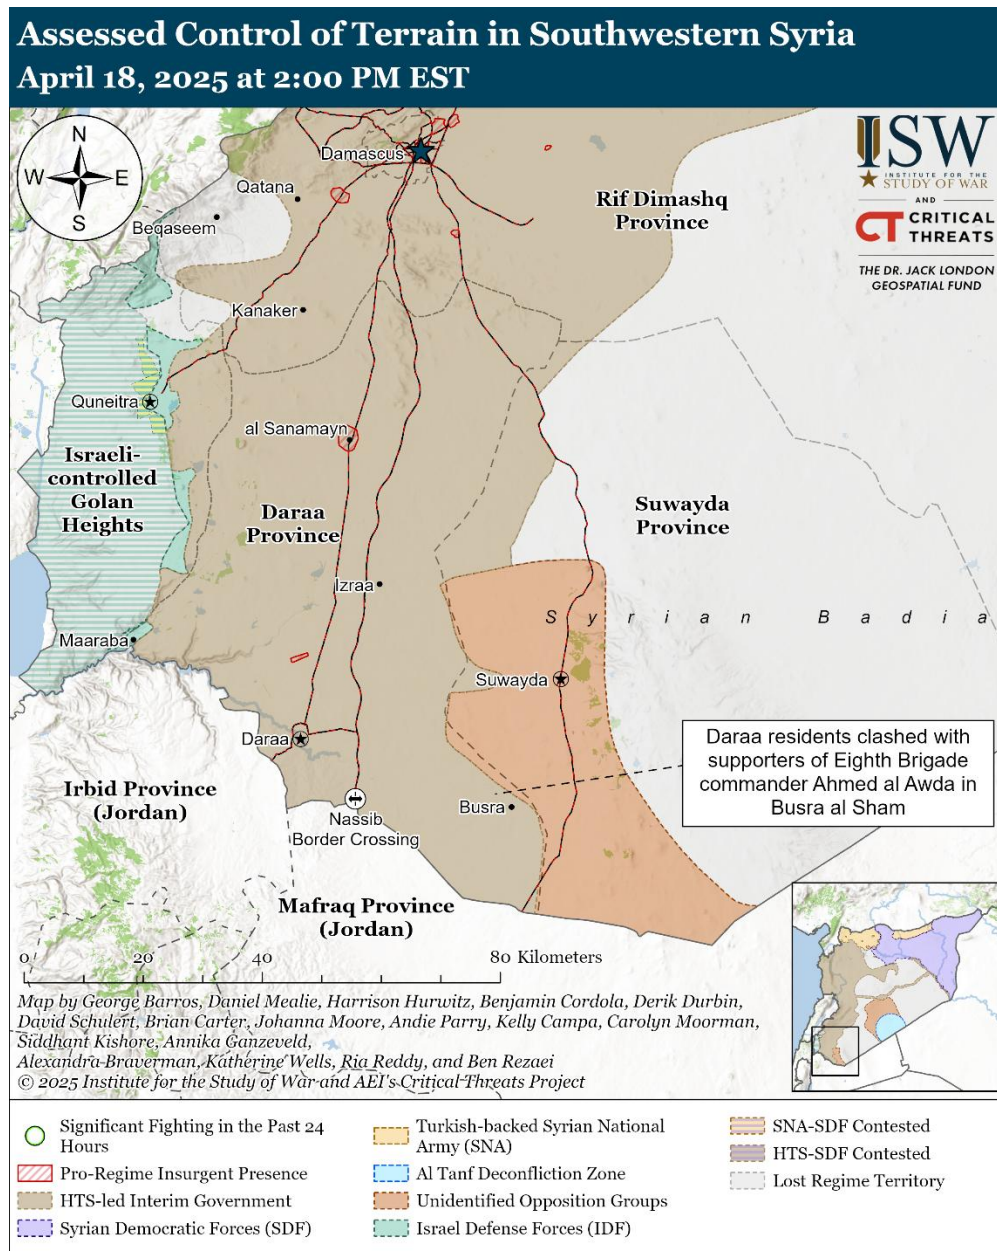 Assessed Control of Terrain in Southwestern Syria
April 18, 2025 at 2:00 PM EST
N
W
E
S
ISW
INSTITUTE FOR THE
STUDY OF WAR
AND
CT CRITICAL
THREATS
THE DR. JACK LONDON
GEOSPATIAL FUND
Damascus
Qatana
Beqaseem
Rif Dimashq
Province
Kanaker
Quneitra
al Sanamayn
Israeli-
controlled
Golan
Heights
Daraa
Province
Suwayda
Province
Izraa
Syrian Badia
Maaraba
Suwayda
Daraa
Daraa residents clashed with
supporters of Eighth Brigade
commander Ahmed al Awda in
Busra al Sham
Irbid Province
(Jordan)
Busra
Nassib
Border Crossing
Mafraq Province
(Jordan)
0 20 40 80 Kilometers
Map by George Barros, Daniel Mealie, Harrison Hurwitz, Benjamin Cordola, Derik Durbin,
David Schulert, Brian Carter, Johanna Moore, Andie Parry, Kelly Campa, Carolyn Moorman,
Siddhant Kishore, Annika Ganzeveld,
Alexandra Braverman, Katherine Wells, Ria Reddy, and Ben Rezaei
© 2025 Institute for the Study of War and AEI's Critical Threats Project
Significant Fighting in the Past 24
Hours
Pro-Regime Insurgent Presence
HTS-led Interim Government
Syrian Democratic Forces (SDF)
Turkish-backed Syrian National
Army (SNA)
Al Tanf Deconfliction Zone
Unidentified Opposition Groups
Israel Defense Forces (IDF)
SNA-SDF Contested
HTS-SDF Contested
Lost Regime Territory